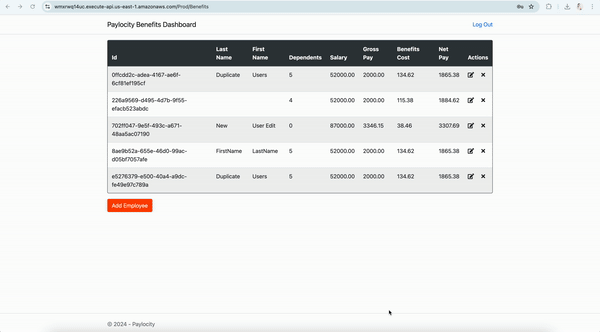 wmxrwq14uc.execute-api.us-east-1.amazonaws.com/Prod/Benefits
Paylocity Benefits Dashboard
Log Out
Id Last Name First Name Dependents Salary Gross Pay Benefits Cost Net Pay Actions
0ffcdd2c-adea-4167-ae6f-6cf81ef195cf Duplicate Users 5 52000.00 2000.00 134.62 1865.38
226a9569-d495-4d7b-9f55-efacb523abdc 4 52000.00 2000.00 115.38 1884.62
702ff047-9e5f-493c-a671-48aa5ac07190 New User Edit 0 87000.00 3346.15 38.46 3307.69
8ae9b52a-655e-46d0-99ac-d05bf7057afe FirstName LastName 5 52000.00 2000.00 134.62 1865.38
e5276379-e500-40a4-a9dc-fe49e97c789a Duplicate Users 5 52000.00 2000.00 134.62 1865.38
Add Employee
© 2024 - Paylocity